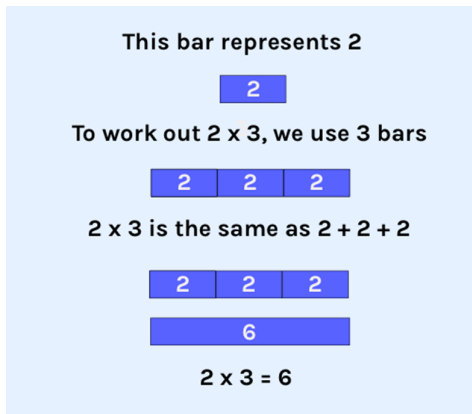 This bar represents 2
2
To work out 2 x 3, we use 3 bars
2 2 2
2 x 3 is the same as 2 + 2 + 2
2 2 2
6
2 x 3 = 6